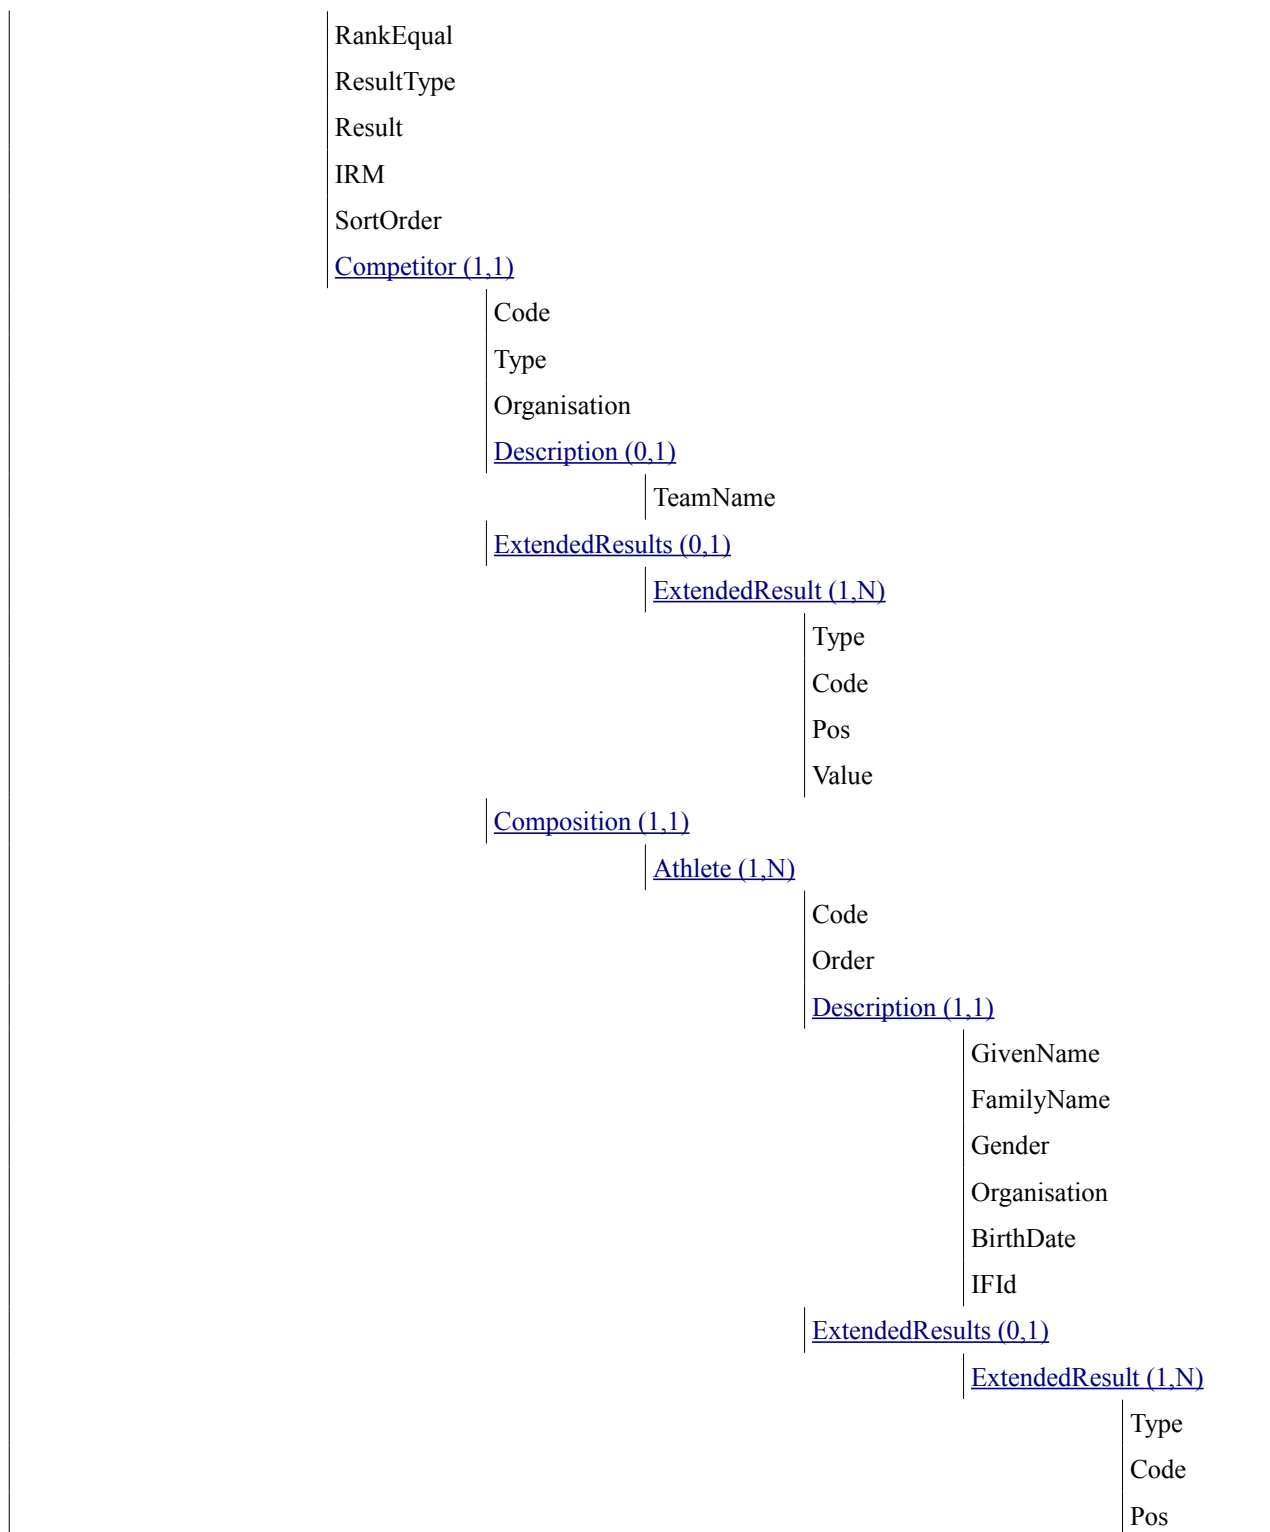 RankEqual
ResultType
Result
IRM
SortOrder
Competitor (1,1)
Code
Type
Organisation
Description (0,1)
TeamName
ExtendedResults (0,1)
ExtendedResult (1,N)
Type
Code
Pos
Value
Composition (1,1)
Athlete (1,N)
Code
Order
Description (1,1)
GivenName
FamilyName
Gender
Organisation
BirthDate
IFId
ExtendedResults (0,1)
ExtendedResult (1,N)
Type
Code
Pos